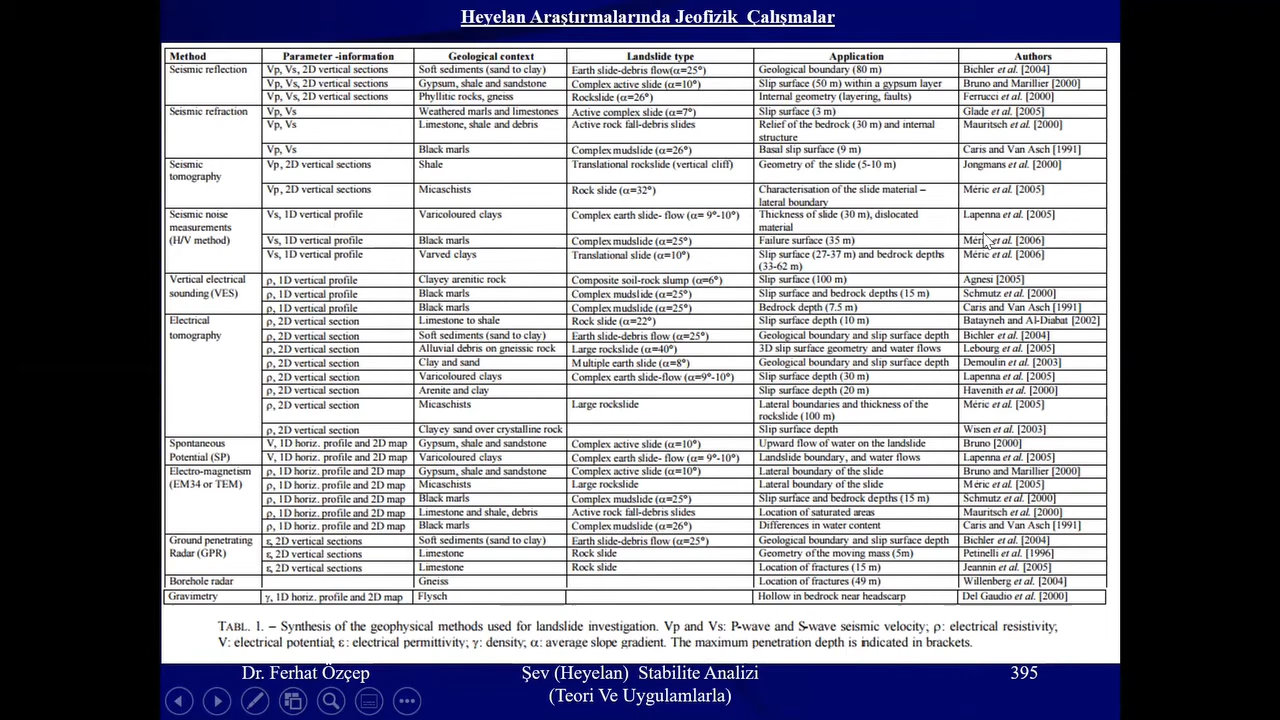 Heyelan Araştırmalarında Jeofizik Çalışmalar
Method Parameter -information Geological context Landslide type Application Authors
Seismic reflection Vp, Vs, 2D vertical sections Soft sediments (sand to clay) Earth slide-debris flow(α=25°) Geological boundary (80 m) Bichler et al. [2004]
Vp, Vs, 2D vertical sections Gypsum, shale and sandstone Complex active slide (α=10°) Slip surface (50 m) within a gypsum layer Bruno and Marillier [2000]
Vp, Vs, 2D vertical sections Phyllitic rocks, gneiss Rockslide (α=26°) Internal geometry (layering, faults) Ferrucci et al. [2000]
Seismic refraction Vp, Vs Weathered marls and limestones Active complex slide (α=7°) Slip surface (3 m) Glade et al. [2005]
Vp, Vs Limestone, shale and debris Active rock fall-debris slides Relief of the bedrock (30 m) and internal Mauritsch et al. [2000]
structure
Vp, Vs Black marls Complex mudslide (α=26°) Basal slip surface (9 m) Caris and Van Asch [1991]
Seismic Vp, 2D vertical sections Shale Translational rockslide (vertical cliff) Geometry of the slide (5-10 m) Jongmans et al. [2000]
tomography
Vp, 2D vertical sections Micaschists Rock slide (α=32°) Characterisation of the slide material – Méric et al. [2005]
lateral boundary
Seismic noise Vs, 1D vertical profile Varicoloured clays Complex earth slide- flow (α= 9°-10°) Thickness of slide (30 m), dislocated Lapenna et al. [2005]
measurements material
(H/V method) Vs, 1D vertical profile Black marls Complex mudslide (α=25°) Failure surface (35 m) Méric et al. [2006]
Vs, 1D vertical profile Varved clays Translational slide (α=10°) Slip surface (27-37 m) and bedrock depths Méric et al. [2006]
(33-62 m)
Vertical electrical ρ, 1D vertical profile Clayey arenitic rock Composite soil-rock slump (α=6°) Slip surface (100 m) Agnesi [2005]
sounding (VES) ρ, 1D vertical profile Black marls Complex mudslide (α=25°) Slip surface and bedrock depths (15 m) Schmutz et al. [2000]
ρ, 1D vertical profile Black marls Complex mudslide (α=25°) Bedrock depth (7.5 m) Caris and Van Asch [1991]
Electrical ρ, 2D vertical section Limestone to shale Rock slide (α=22°) Slip surface depth (10 m) Batayneh and Al-Diabat [2002]
tomography ρ, 2D vertical section Soft sediments (sand to clay) Earth slide-debris flow (α=25°) Geological boundary and slip surface depth Bichler et al. [2004]
ρ, 2D vertical section Alluvial debris on gneissic rock Large rockslide (α=40°) 3D slip surface geometry and water flows Lebourg et al. [2005]
ρ, 2D vertical section Clay and sand Multiple earth slide (α=8°) Geological boundary and slip surface depth Demoulin et al. [2003]
ρ, 2D vertical section Varicoloured clays Complex earth slide-flow (α=9°-10°) Slip surface depth (30 m) Lapenna et al. [2005]
ρ, 2D vertical section Arenite and clay Slip surface depth (20 m) Havenith et al. [2000]
ρ, 2D vertical section Micaschists Large rockslide Lateral boundaries and thickness of the Méric et al. [2005]
rockslide (100 m)
ρ, 2D vertical section Clayey sand over crystalline rock Slip surface depth Wisen et al. [2003]
Spontaneous V, 1D horiz. profile and 2D map Gypsum, shale and sandstone Complex active slide (α=10°) Upward flow of water on the landslide Bruno [2000]
Potential (SP) V, 1D horiz. profile and 2D map Varicoloured clays Complex earth slide- flow (α= 9°-10°) Landslide boundary, and water flows Lapenna et al. [2005]
Electro-magnetism ρ, 1D horiz. profile and 2D map Gypsum, shale and sandstone Complex active slide (α=10°) Lateral boundary of the slide Bruno and Marillier [2000]
(EM34 or TEM) ρ, 1D horiz. profile and 2D map Micaschists Large rockslide Lateral boundary of the slide Méric et al. [2005]
ρ, 1D horiz. profile and 2D map Black marls Complex mudslide (α=25°) Slip surface and bedrock depths (15 m) Schmutz et al. [2000]
ρ, 1D horiz. profile and 2D map Limestone and shale, debris Active rock fall-debris slides Location of saturated areas Mauritsch et al. [2000]
ρ, 1D horiz. profile and 2D map Black marls Complex mudslide (α=26°) Differences in water content Caris and Van Asch [1991]
Ground penetrating ε, 2D vertical sections Soft sediments (sand to clay) Earth slide-debris flow (α=25°) Geological boundary and slip surface depth Bichler et al. [2004]
Radar (GPR) ε, 2D vertical sections Limestone Rock slide Geometry of the moving mass (5m) Petinelli et al. [1996]
ε, 2D vertical sections Limestone Rock slide Location of fractures (15 m) Jeannin et al. [2005]
Borehole radar Gneiss Location of fractures (49 m) Willenberg et al. [2004]
Gravimetry γ, 1D horiz. profile and 2D map Flysch Hollow in bedrock near headscarp Del Gaudio et al. [2000]
TABL. 1. – Synthesis of the geophysical methods used for landslide investigation. Vp and Vs: P-wave and S-wave seismic velocity; ρ: electrical resistivity;
V: electrical potential; ε: electrical permittivity; γ: density; α: average slope gradient. The maximum penetration depth is indicated in brackets.
Dr. Ferhat Özçep Şev (Heyelan) Stabilite Analizi 395
(Teori Ve Uygulamlarla)